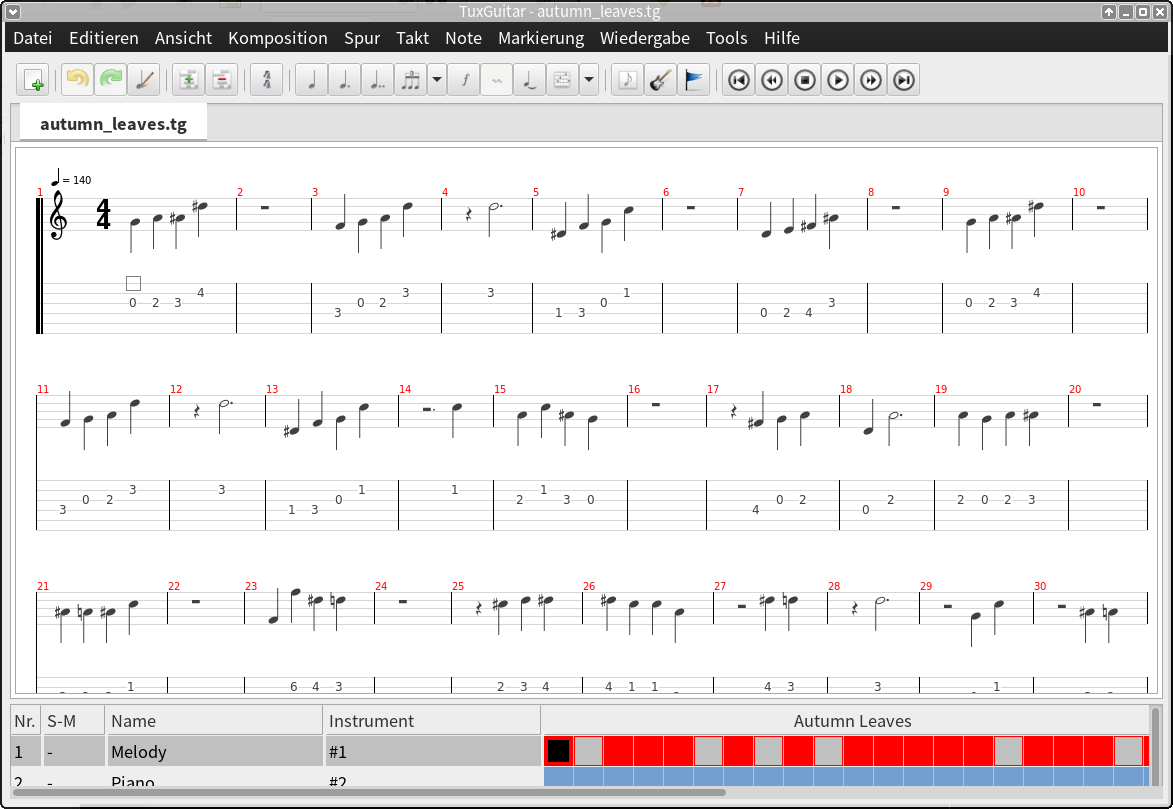 TuxGuitar - autumn_leaves.tg
Datei Editieren Ansicht Komposition Spur Takt Note Markierung Wiedergabe Tools Hilfe
autumn_leaves.tg
= 140
1 2 3 4 5 6 7 8 9 10
4
4
0 2 3 4 3 0 2 3 3 1 3 0 1 0 2 4 3 0 2 3 4
11 12 13 14 15 16 17 18 19 20
3 0 2 3 3 1 3 0 1 1 2 1 3 0 4 0 2 0 2 2 0 2 3
21 22 23 24 25 26 27 28 29 30
1 6 4 3 2 3 4 4 1 1 4 3 3 1
Nr. S-M Name Instrument Autumn Leaves
1 - Melody #1
2 - Piano #2